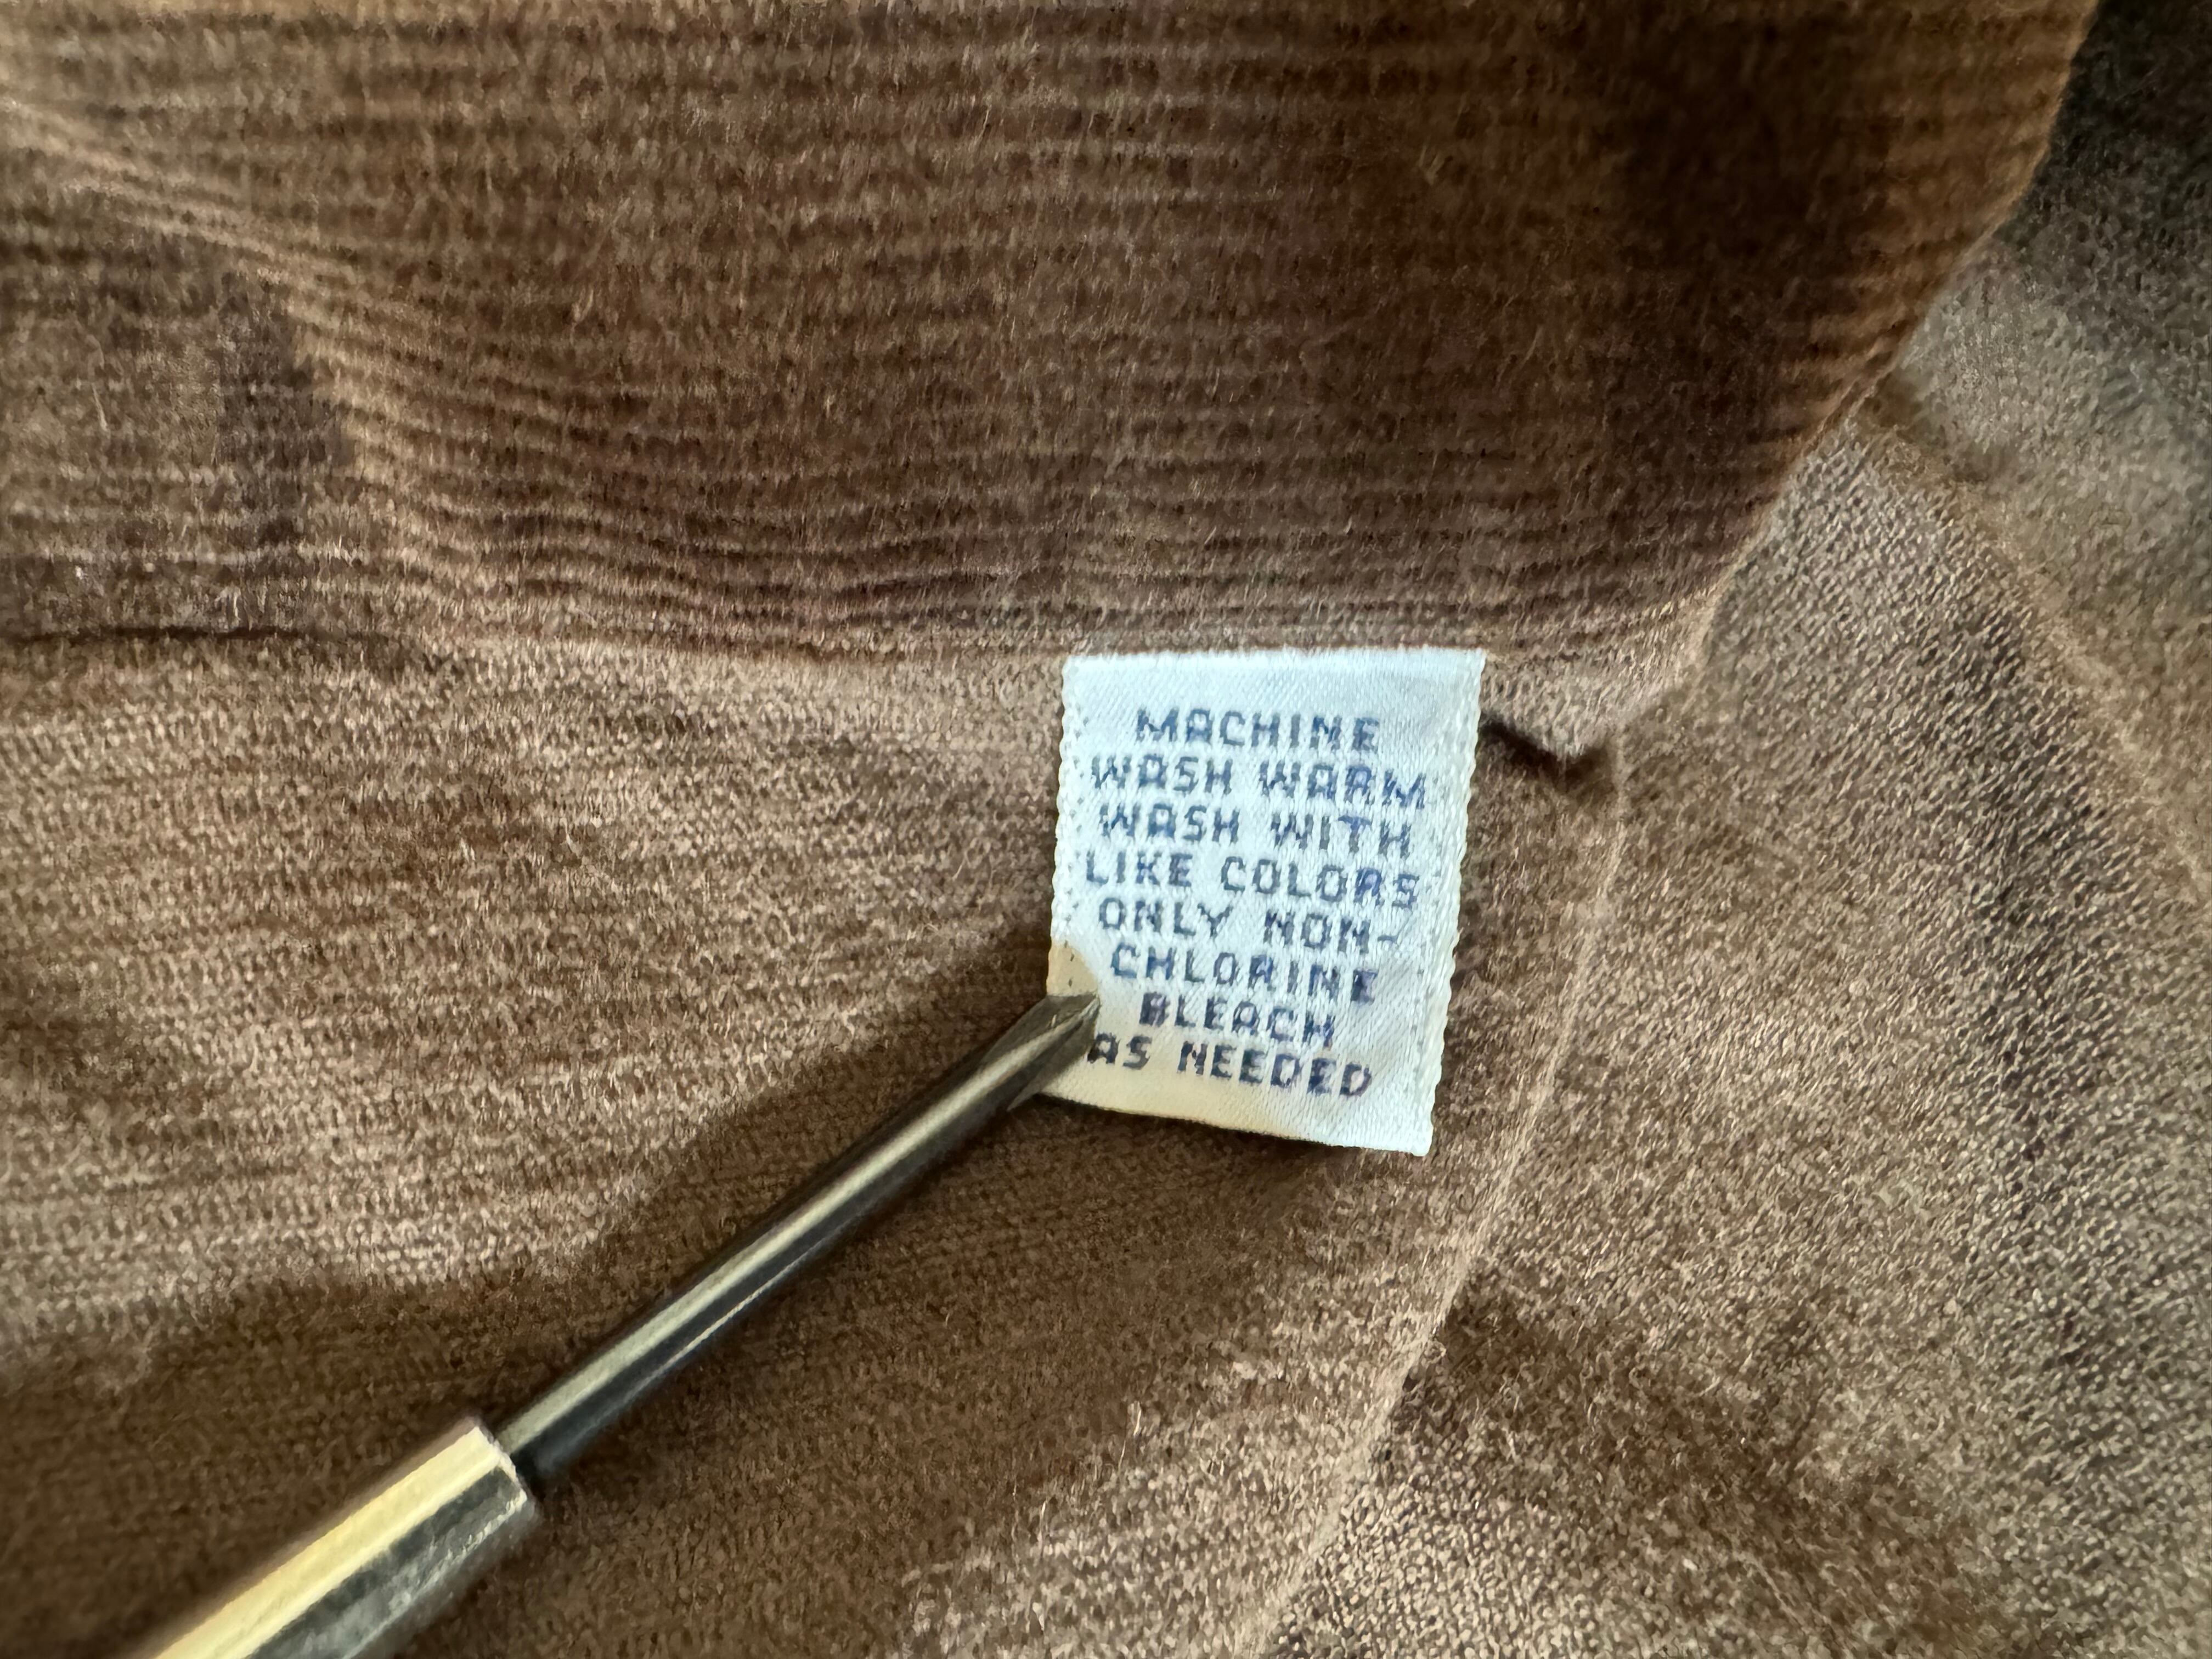 MACHINE
WASH WARM
WASH WITH
LIKE COLORS
ONLY NON-
CHLORINE
BLEACH
AS NEEDED